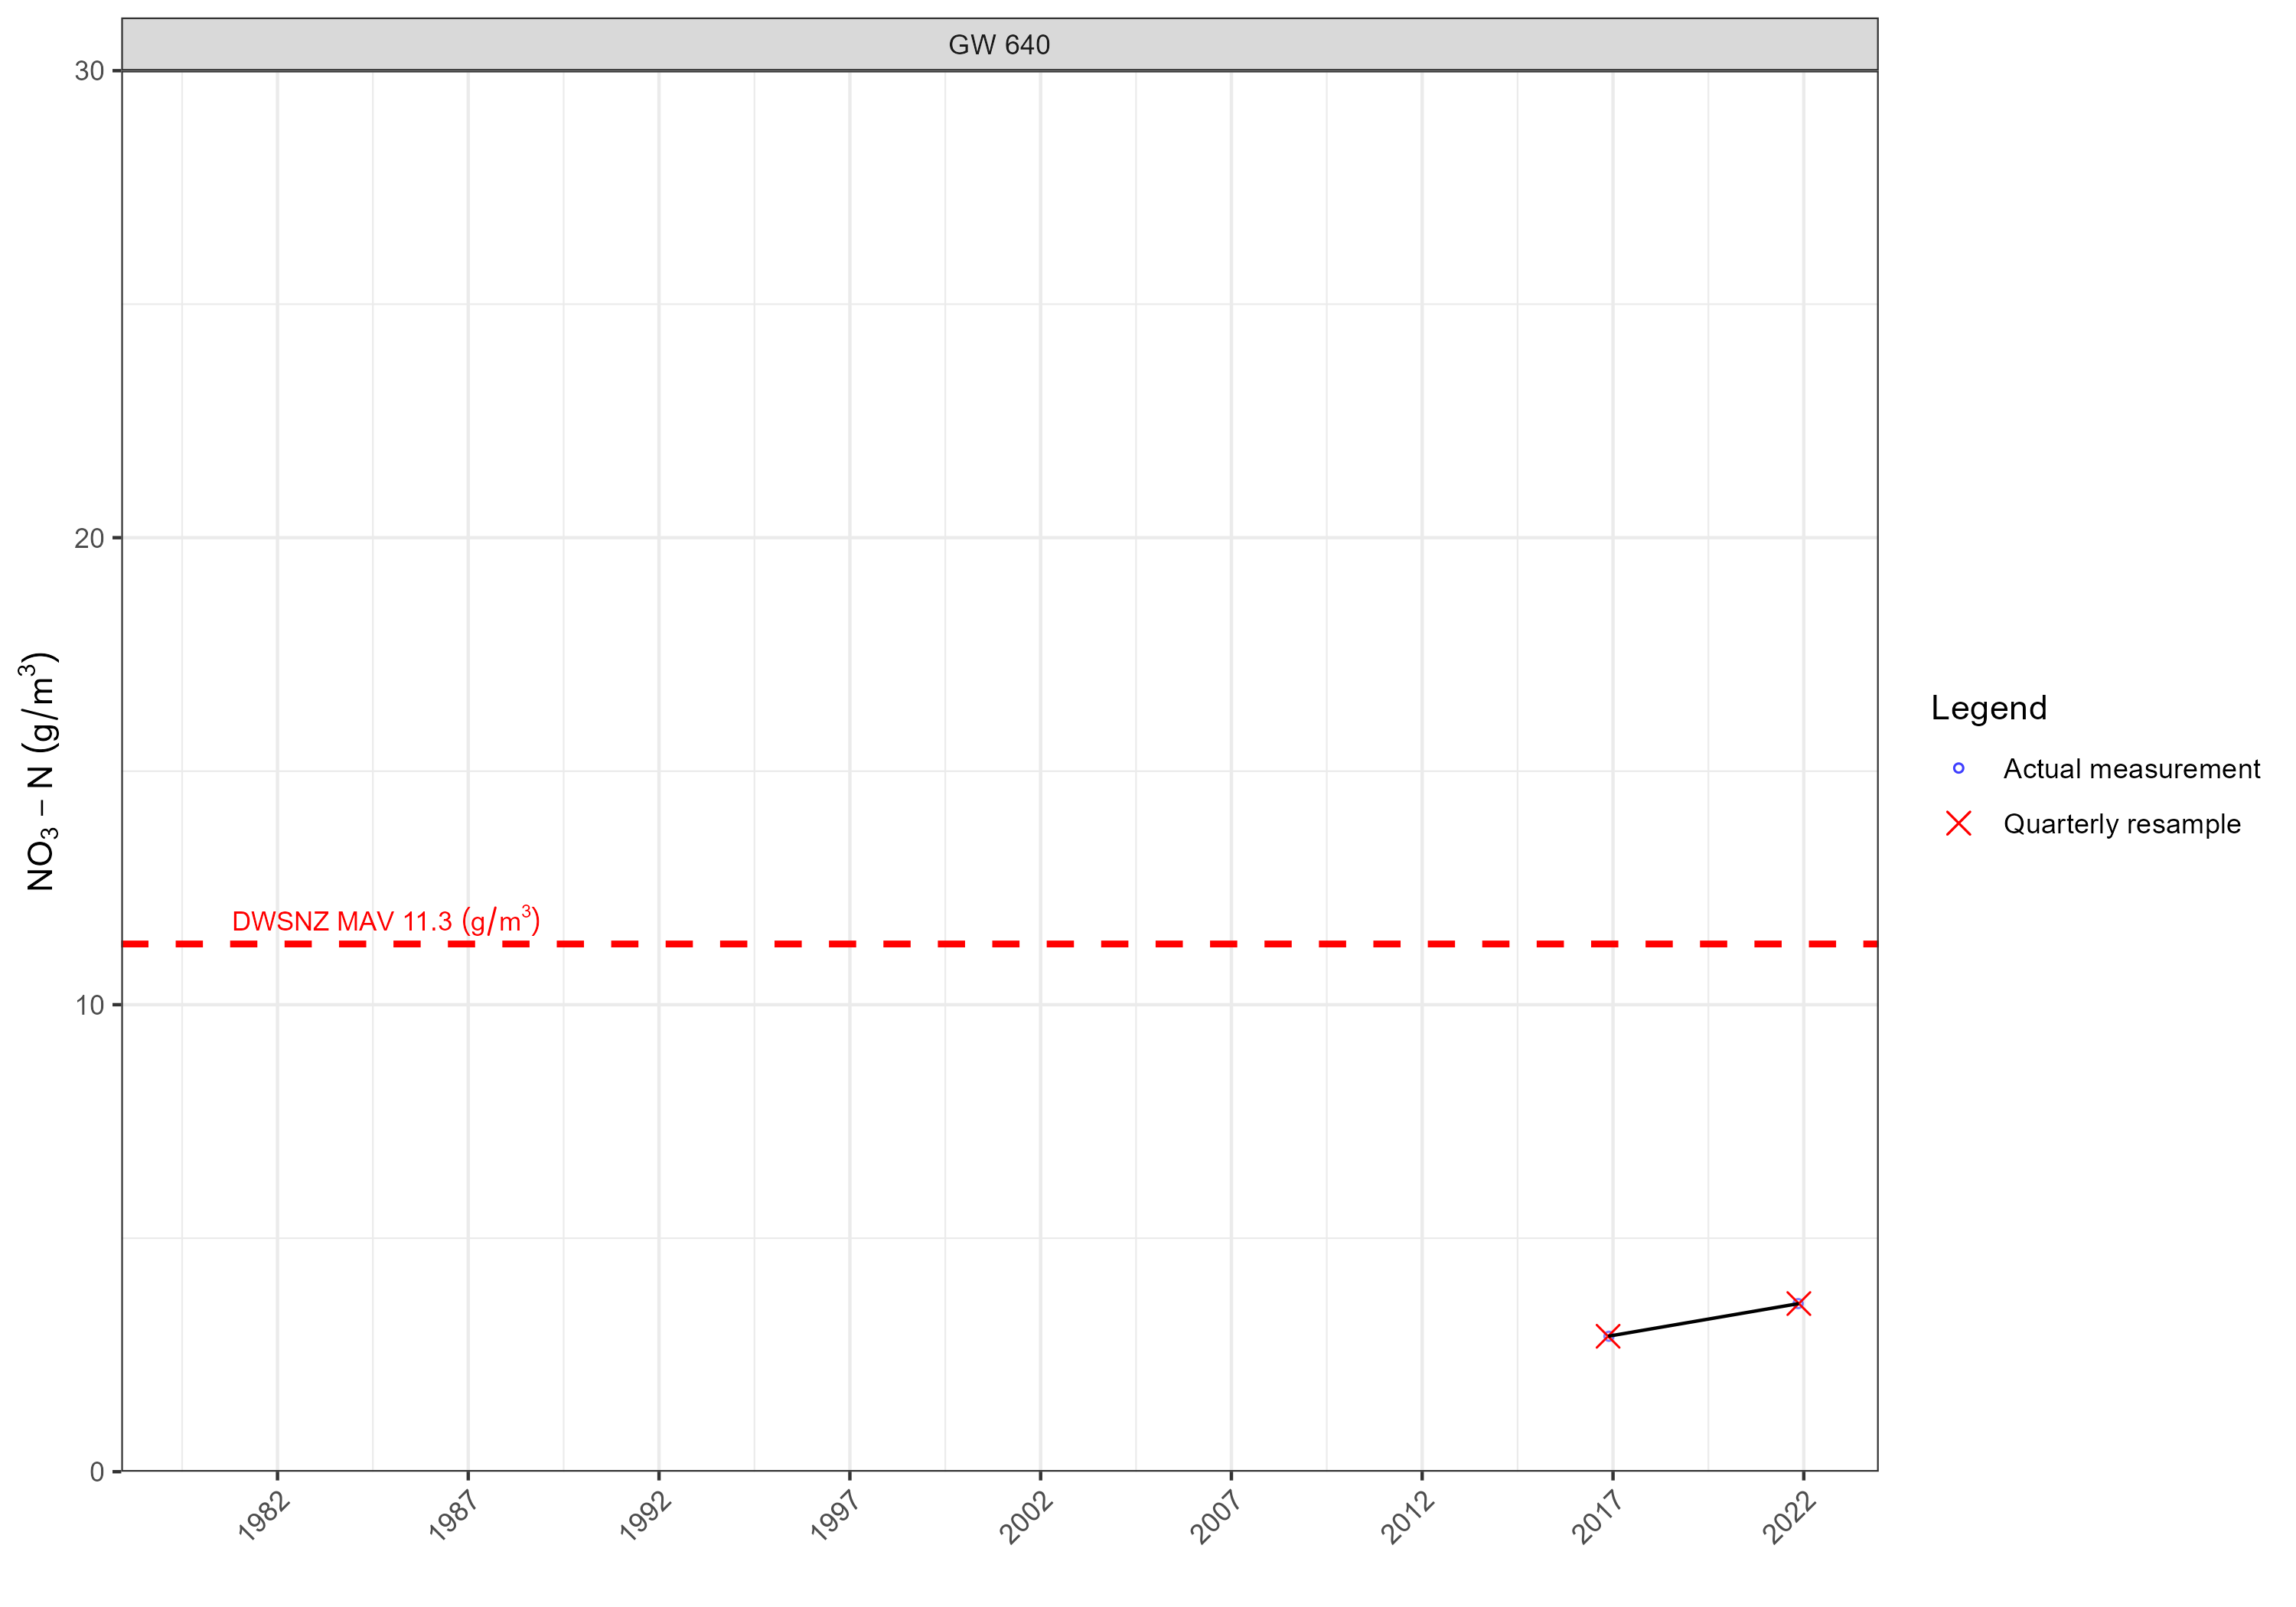 GW 640
30
20
10
0
NO₃ – N (g/m³)
DWSNZ MAV 11.3 (g/m³)
1982
1987
1992
1997
2002
2007
2012
2017
2022
Legend
Actual measurement
Quarterly resample